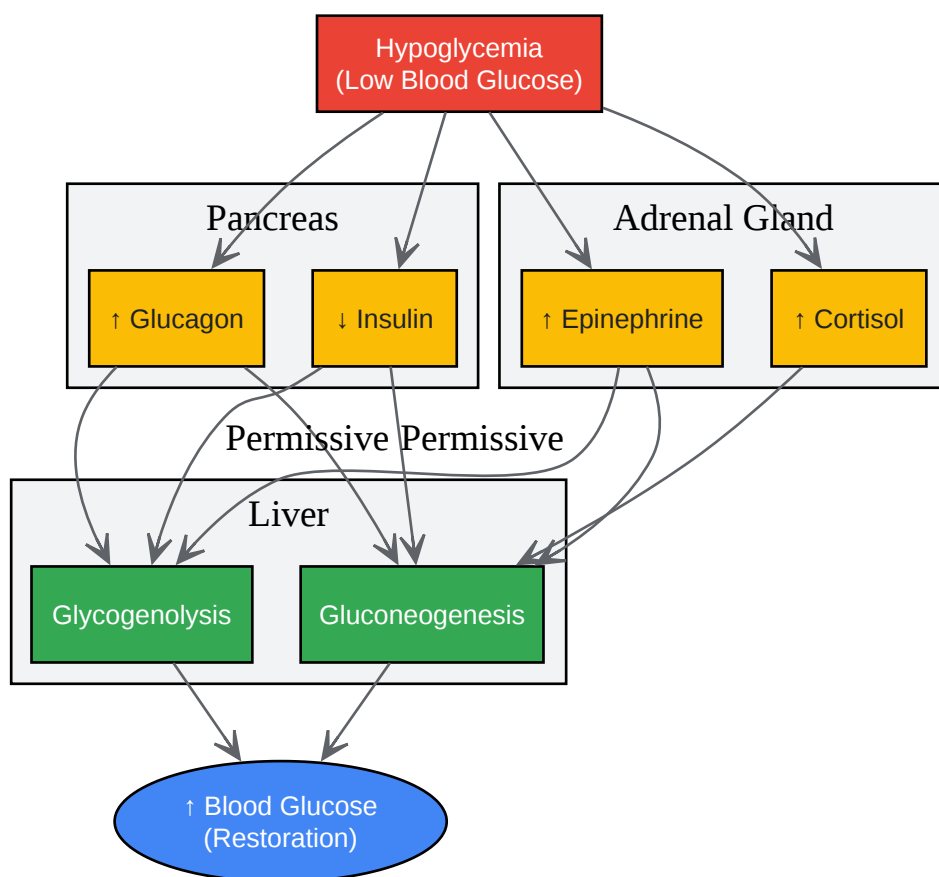 Hypoglycemia
(Low Blood Glucose)
Pancreas
Adrenal Gland
↑ Glucagon
↓ Insulin
↑ Epinephrine
↑ Cortisol
Permissive
Permissive
Liver
Glycogenolysis
Gluconeogenesis
↑ Blood Glucose
(Restoration)